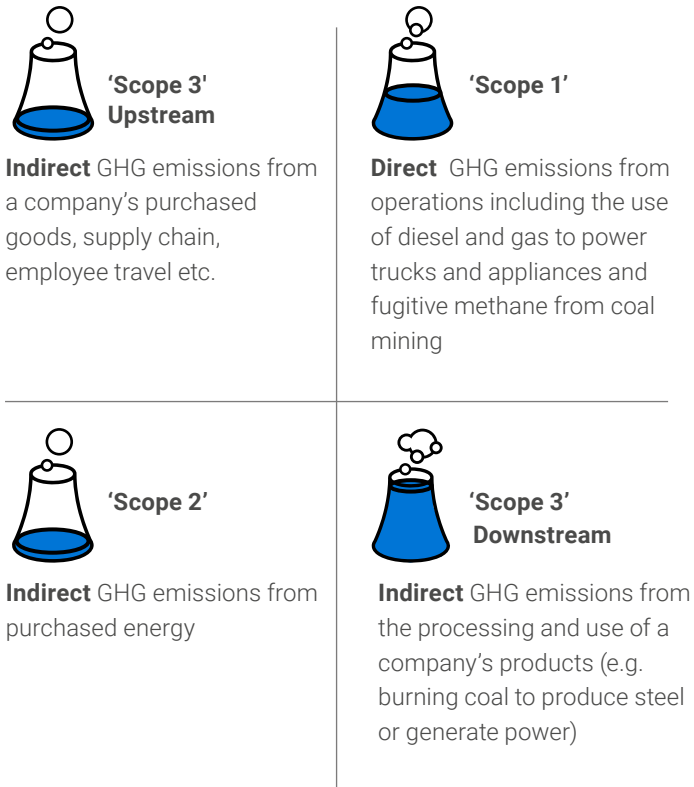 ‘Scope 3'
Upstream
Indirect GHG emissions from
a company’s purchased
goods, supply chain,
employee travel etc.
‘Scope 1’
Direct GHG emissions from
operations including the use
of diesel and gas to power
trucks and appliances and
fugitive methane from coal
mining
‘Scope 2’
Indirect GHG emissions from
purchased energy
‘Scope 3’
Downstream
Indirect GHG emissions from
the processing and use of a
company’s products (e.g.
burning coal to produce steel
or generate power)